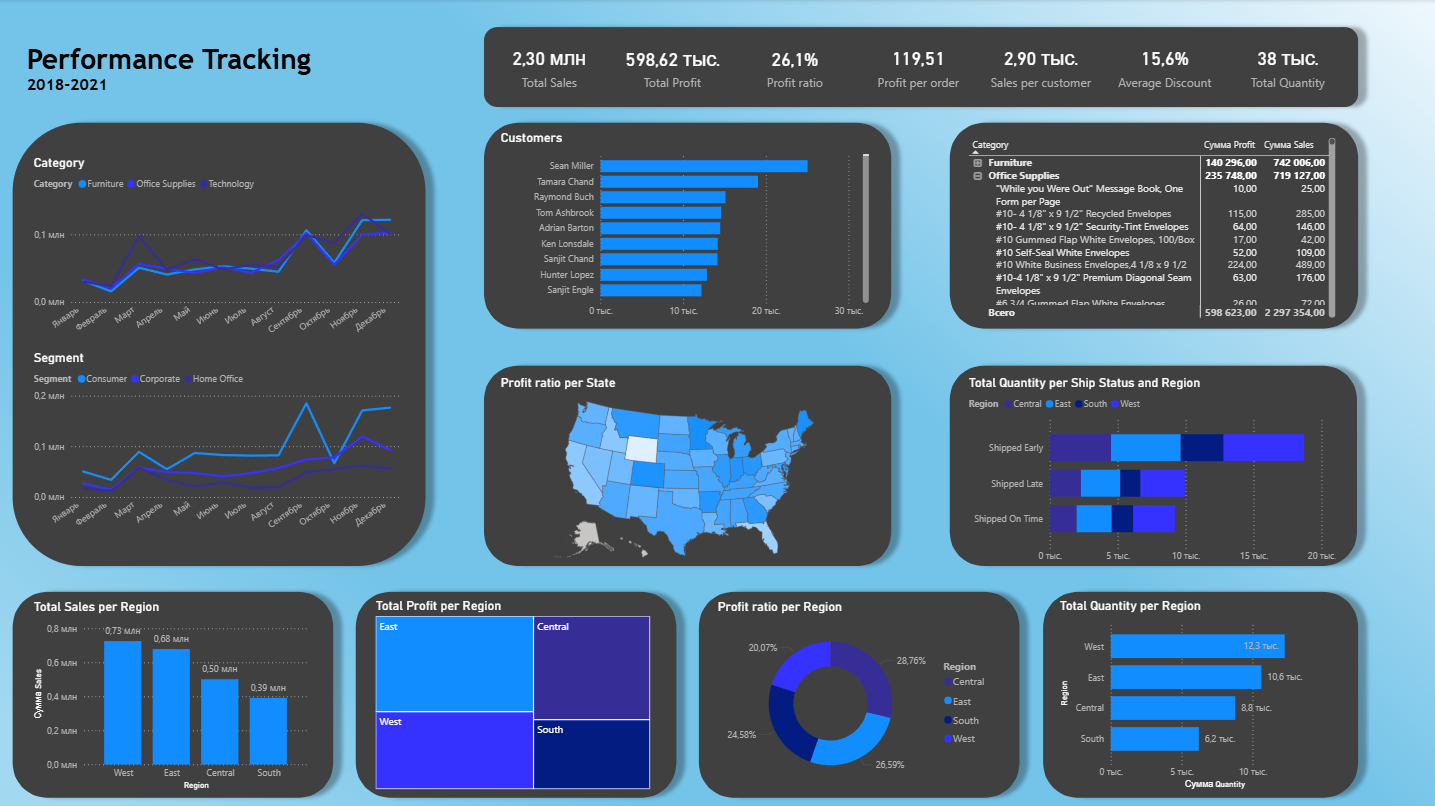 Performance Tracking
2018-2021
2,30 МЛН
Total Sales
598,62 ТЫС.
Total Profit
26,1%
Profit ratio
119,51
Profit per order
2,90 ТЫС.
Sales per customer
15,6%
Average Discount
38 ТЫС.
Total Quantity
Category
Category Furniture Office Supplies Technology
0,1 млн
0,0 млн
Январь Февраль Март Апрель Май Июнь Июль Август Сентябрь Октябрь Ноябрь Декабрь
Segment
Segment Consumer Corporate Home Office
0,2 млн
0,1 млн
0,0 млн
Январь Февраль Март Апрель Май Июнь Июль Август Сентябрь Октябрь Ноябрь Декабрь
Customers
Sean Miller
Tamara Chand
Raymond Buch
Tom Ashbrook
Adrian Barton
Ken Lonsdale
Sanjit Chand
Hunter Lopez
Sanjit Engle
0 тыс. 10 тыс. 20 тыс. 30 тыс.
Category Сумма Profit Сумма Sales
Furniture 140 296,00 742 006,00
Office Supplies 235 748,00 719 127,00
"While you Were Out" Message Book, One 10,00 25,00
Form per Page
#10- 4 1/8" x 9 1/2" Recycled Envelopes 115,00 285,00
#10- 4 1/8" x 9 1/2" Security-Tint Envelopes 64,00 146,00
#10 Gummed Flap White Envelopes, 100/Box 17,00 42,00
#10 Self-Seal White Envelopes 52,00 109,00
#10 White Business Envelopes,4 1/8 x 9 1/2 224,00 489,00
#10-4 1/8" x 9 1/2" Premium Diagonal Seam 63,00 176,00
Envelopes
#6 3/4 Gummed Flap White Envelopes 26,00 72,00
Всего 598 623,00 2 297 354,00
Profit ratio per State
Total Quantity per Ship Status and Region
Region Central East South West
Shipped Early
Shipped Late
Shipped On Time
0 тыс. 5 тыс. 10 тыс. 15 тыс. 20 тыс.
Total Sales per Region
0,8 млн
0,6 млн
0,4 млн
0,2 млн
0,0 млн
Сумма Sales
0,73 млн
0,68 млн
0,50 млн
0,39 млн
West East Central South
Region
Total Profit per Region
East
Central
West
South
Profit ratio per Region
20,07%
28,76%
24,58%
26,59%
Region
Central
East
South
West
Total Quantity per Region
Region
West 12,3 тыс.
East 10,6 тыс.
Central 8,8 тыс.
South 6,2 тыс.
0 тыс. 5 тыс. 10 тыс.
Сумма Quantity